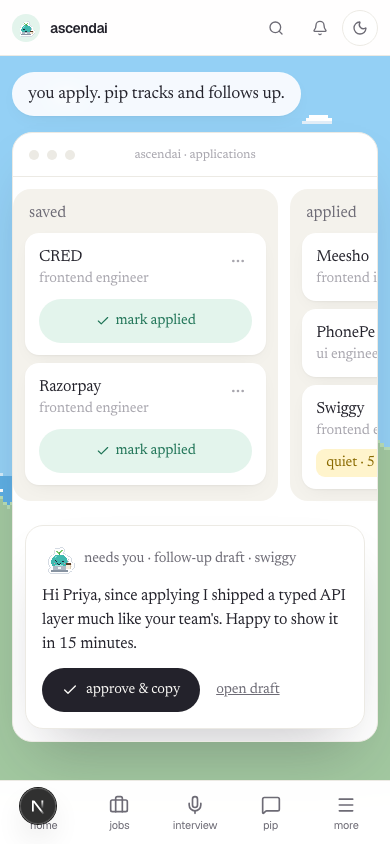 ascendai
you apply. pip tracks and follows up.
ascendai · applications
saved
CRED
frontend engineer
mark applied
Razorpay
frontend engineer
mark applied
applied
Meesho
frontend
PhonePe
ui
Swiggy
frontend
quiet · 5
needs you · follow-up draft · swiggy
Hi Priya, since applying I shipped a typed API
layer much like your team's. Happy to show it
in 15 minutes.
approve & copy
open draft
N
home
jobs
interview
pip
more